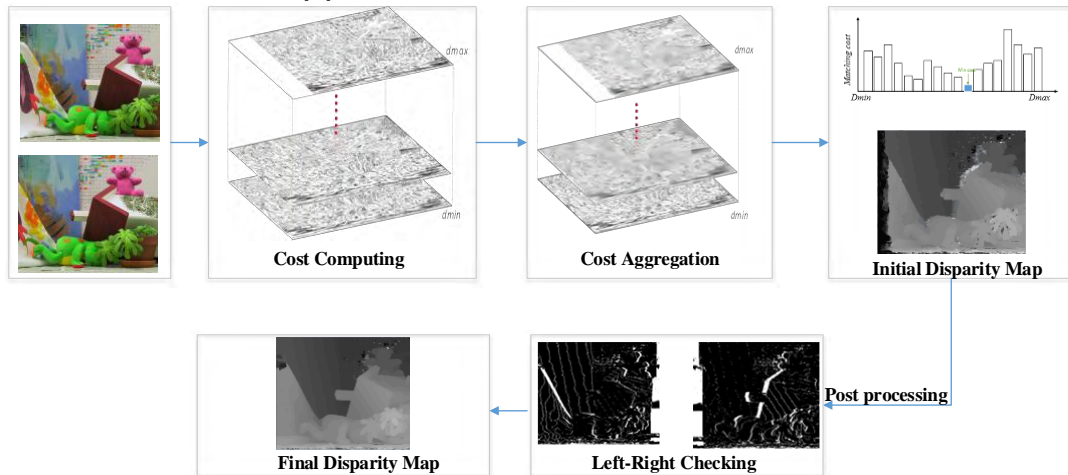 dmax
dmin
Cost Computing
dmax
dmin
Cost Aggregation
Matching cost
Dmin
Dmax
Initial Disparity Map
Post processing
Left-Right Checking
Final Disparity Map